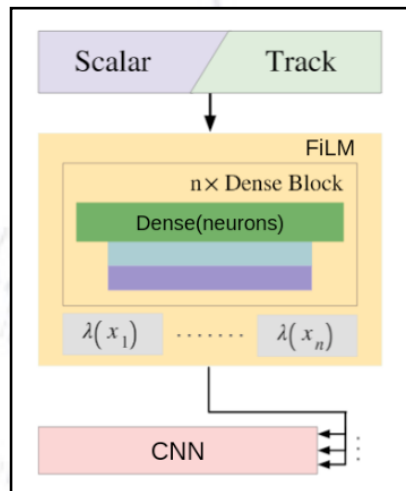 Scalar Track
FiLM
n× Dense Block
Dense(neurons)
λ(x₁) ······· λ(xₙ)
CNN